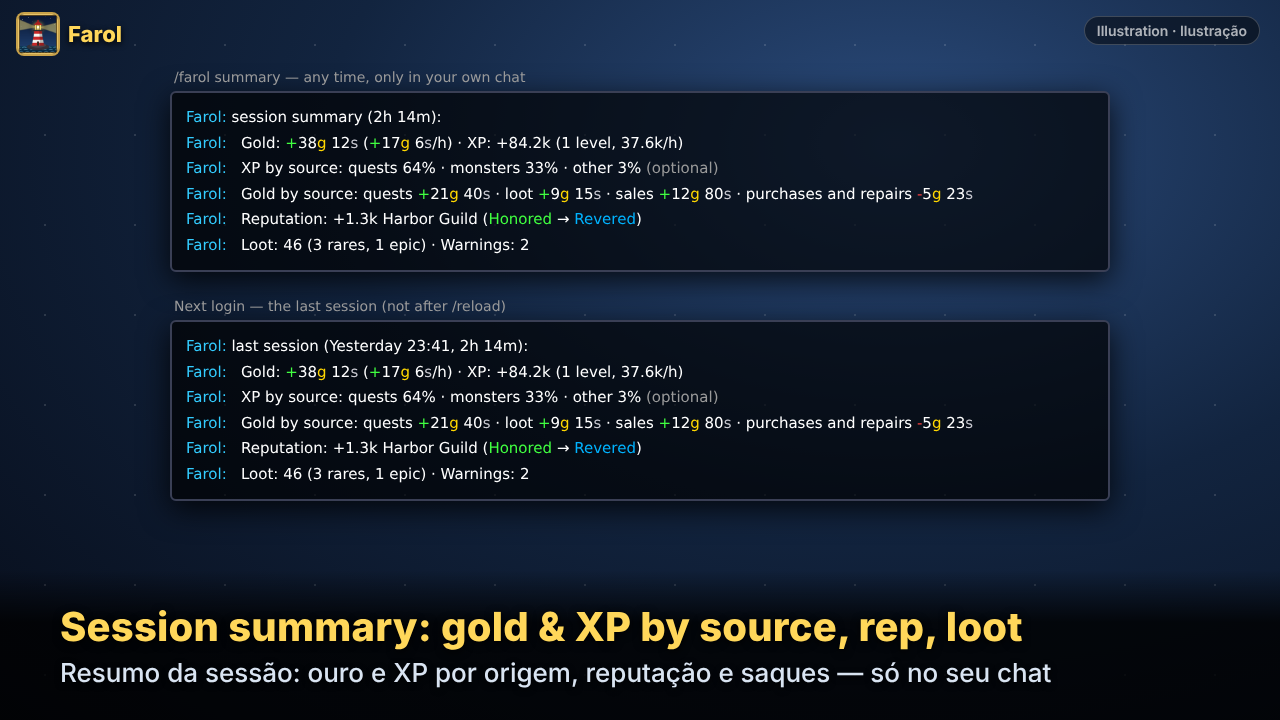 Farol
Illustration · Ilustração
/farol summary — any time, only in your own chat
Farol: session summary (2h 14m):
Farol: Gold: +38g 12s (+17g 6s/h) · XP: +84.2k (1 level, 37.6k/h)
Farol: XP by source: quests 64% · monsters 33% · other 3% (optional)
Farol: Gold by source: quests +21g 40s · loot +9g 15s · sales +12g 80s · purchases and repairs -5g 23s
Farol: Reputation: +1.3k Harbor Guild (Honored → Revered)
Farol: Loot: 46 (3 rares, 1 epic) · Warnings: 2
Next login — the last session (not after /reload)
Farol: last session (Yesterday 23:41, 2h 14m):
Farol: Gold: +38g 12s (+17g 6s/h) · XP: +84.2k (1 level, 37.6k/h)
Farol: XP by source: quests 64% · monsters 33% · other 3% (optional)
Farol: Gold by source: quests +21g 40s · loot +9g 15s · sales +12g 80s · purchases and repairs -5g 23s
Farol: Reputation: +1.3k Harbor Guild (Honored → Revered)
Farol: Loot: 46 (3 rares, 1 epic) · Warnings: 2
Session summary: gold & XP by source, rep, loot
Resumo da sessão: ouro e XP por origem, reputação e saques — só no seu chat